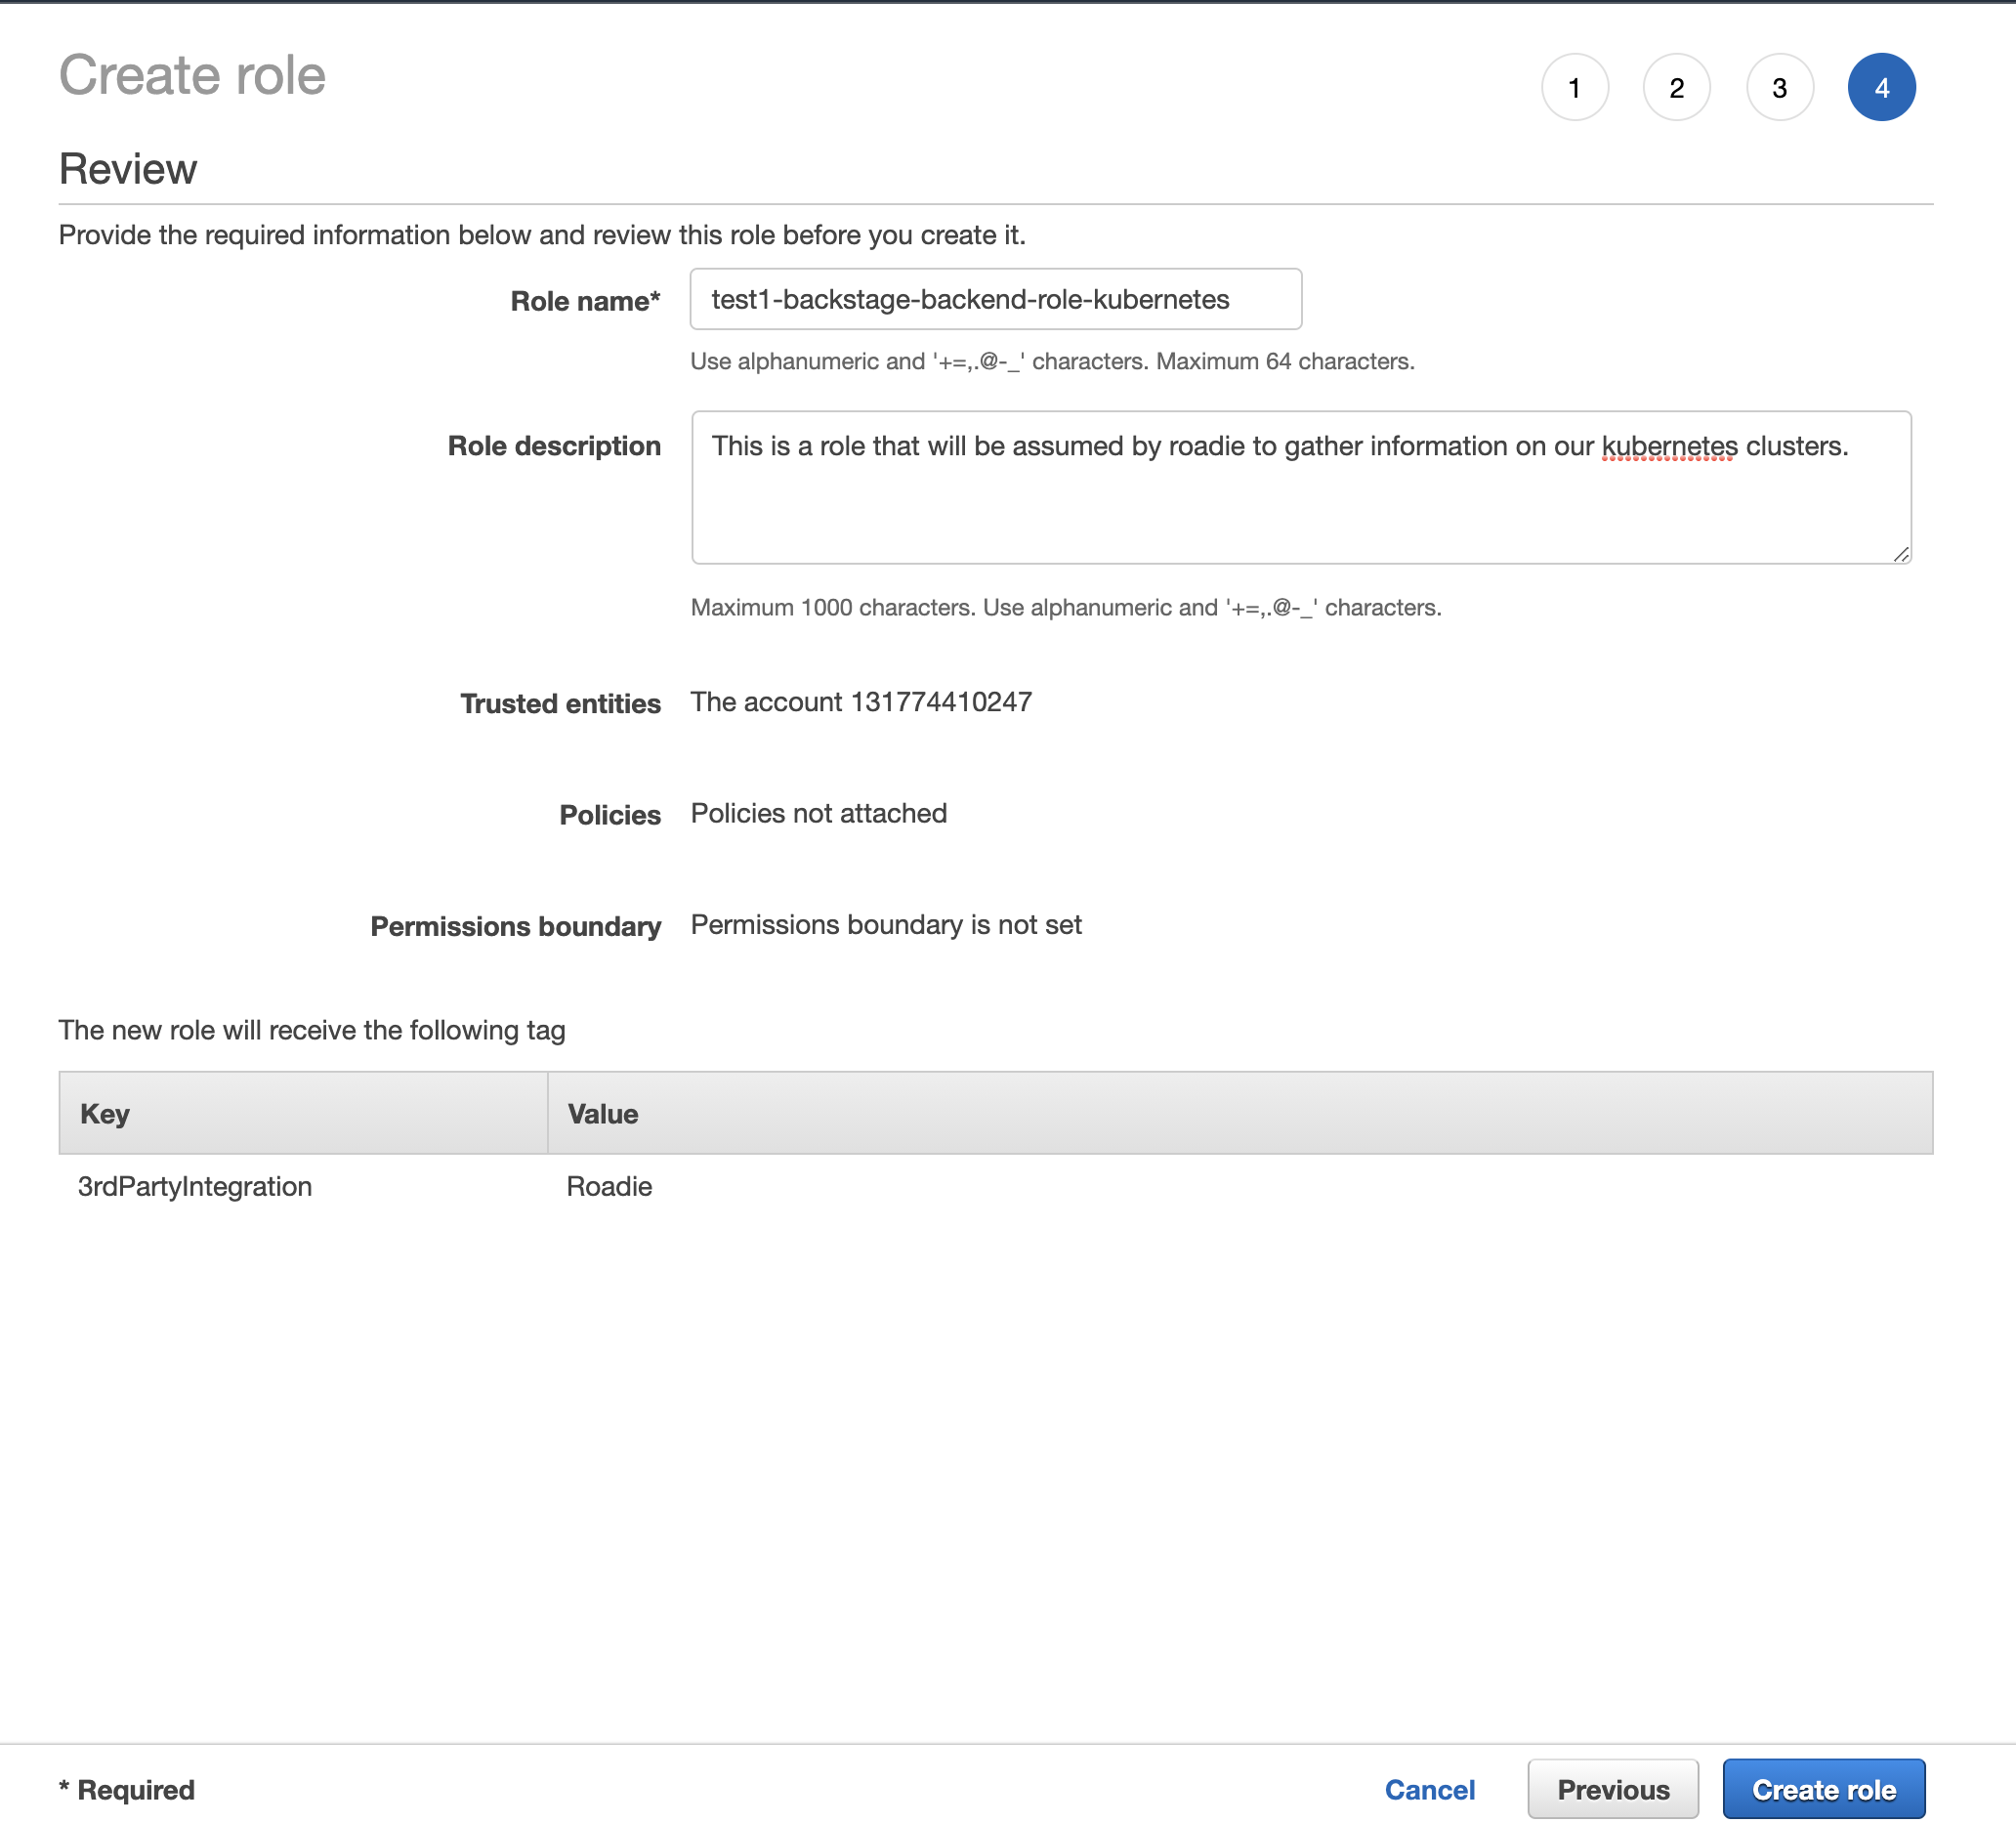 Create role
1 2 3 4
Review
Provide the required information below and review this role before you create it.
Role name* test1-backstage-backend-role-kubernetes
Use alphanumeric and '+=,.@-_' characters. Maximum 64 characters.
Role description This is a role that will be assumed by roadie to gather information on our kubernetes clusters.
Maximum 1000 characters. Use alphanumeric and '+=,.@-_' characters.
Trusted entities The account 131774410247
Policies Policies not attached
Permissions boundary Permissions boundary is not set
The new role will receive the following tag
Key Value
3rdPartyIntegration Roadie
* Required Cancel Previous Create role